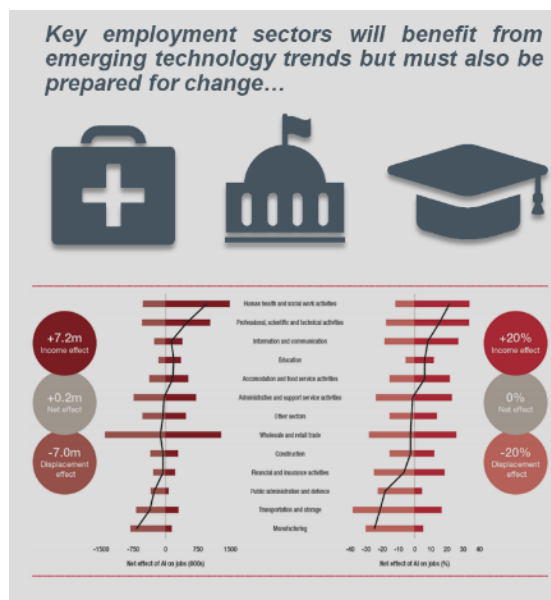 Key employment sectors will benefit from
emerging technology trends but must also be
prepared for change…
+7.2m
Income effect
+0.2m
Net effect
-7.0m
Displacement
effect
Human health and social work activities
Professional, scientific and technical activities
Information and communication
Education
Accomodation and food service activities
Administrative and support service activities
Other sectors
Wholesale and retail trade
Construction
Financial and insurance activities
Public administration and defence
Transportation and storage
Manufacturing
+20%
Income effect
0%
Net effect
-20%
Displacement
effect
-1500 -750 0 750 1500
Net effect of AI on jobs (000s)
-40 -30 -20 -10 0 10 20 30 40
Net effect of AI on jobs (%)